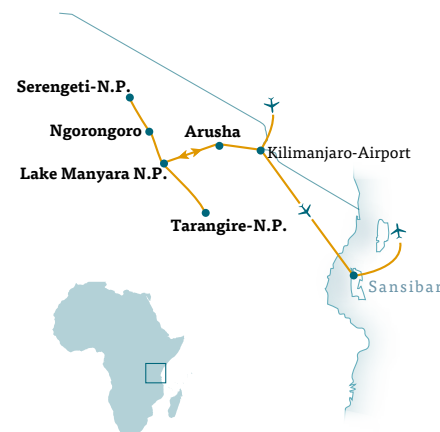 Serengeti-N.P.
Ngorongoro
Arusha
Kilimanjaro-Airport
Lake Manyara N.P.
Tarangire-N.P.
Sansibar